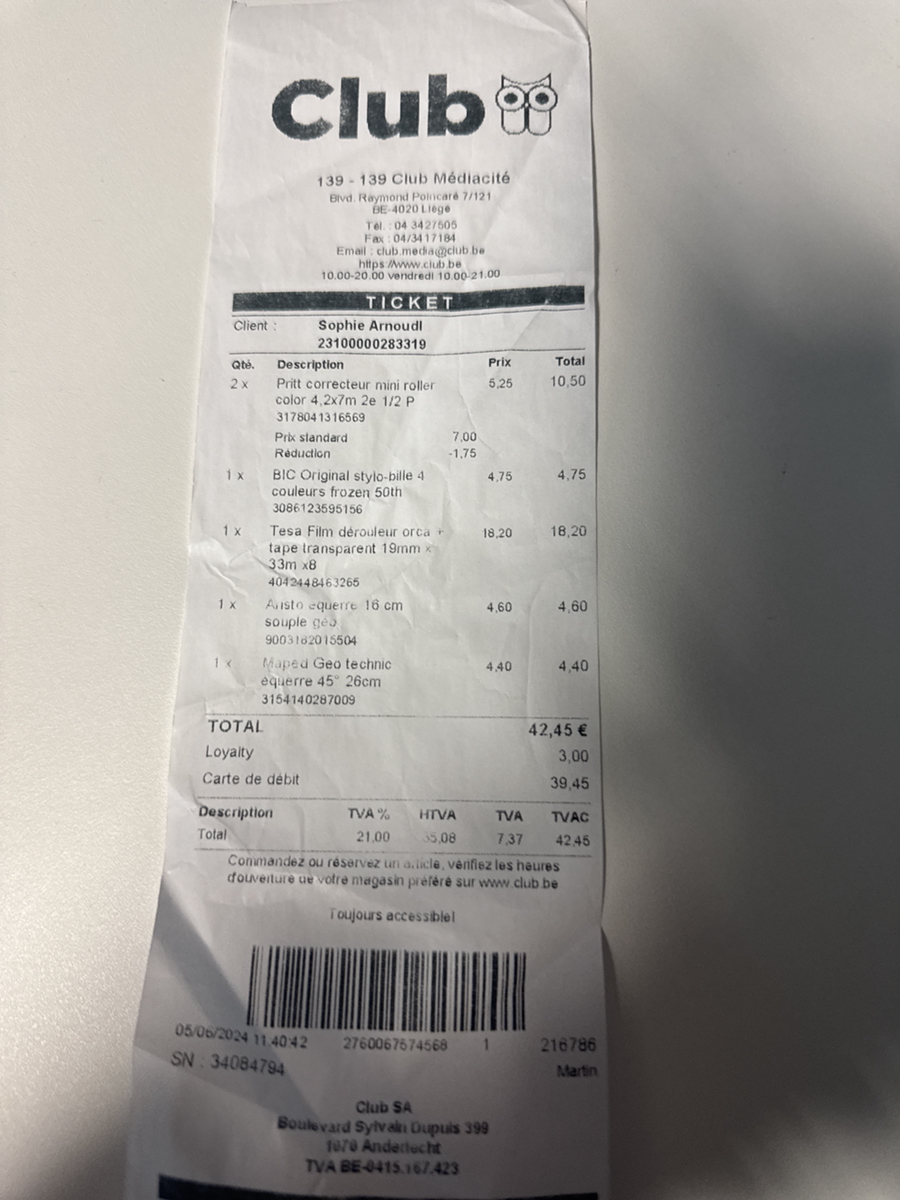 Club
139 - 139 Club Médiacité
Blvd. Raymond Poincaré 7/121
BE-4020 Liège
Tél. : 04 3427605
Fax : 04/3417184
Email : club.media@club.be
https://www.club.be
10.00-20.00 vendredi 10.00-21.00
TICKET
Client : Sophie Arnoudl
23100000283319
Qté. Description Prix Total
2 x Pritt correcteur mini roller 5,25 10,50
color 4,2x7m 2e 1/2 P
3178041316569
Prix standard 7,00
Réduction -1,75
1 x BIC Original stylo-bille 4 4,75 4,75
couleurs frozen 50th
3086123595156
1 x Tesa Film dérouleur orca + 18,20 18,20
tape transparent 19mm x
33m x8
4042448463265
1 x Aristo equerre 16 cm 4,60 4,60
souple géo
9003182015504
1 x Maped Geo technic 4,40 4,40
équerre 45° 26cm
3154140287009
TOTAL 42,45 €
Loyalty 3,00
Carte de débit 39,45
Description TVA % HTVA TVA TVAC
Total 21,00 35,08 7,37 42,45
Commandez ou réservez un article, vérifiez les heures
d'ouverture de votre magasin préféré sur www.club.be
Toujours accessible!
05/06/2024 11:40:42 2760067574568 1 216786
SN : 34084794 Martin
Club SA
Boulevard Sylvain Dupuis 399
1070 Anderlecht
TVA BE-0415.167.423